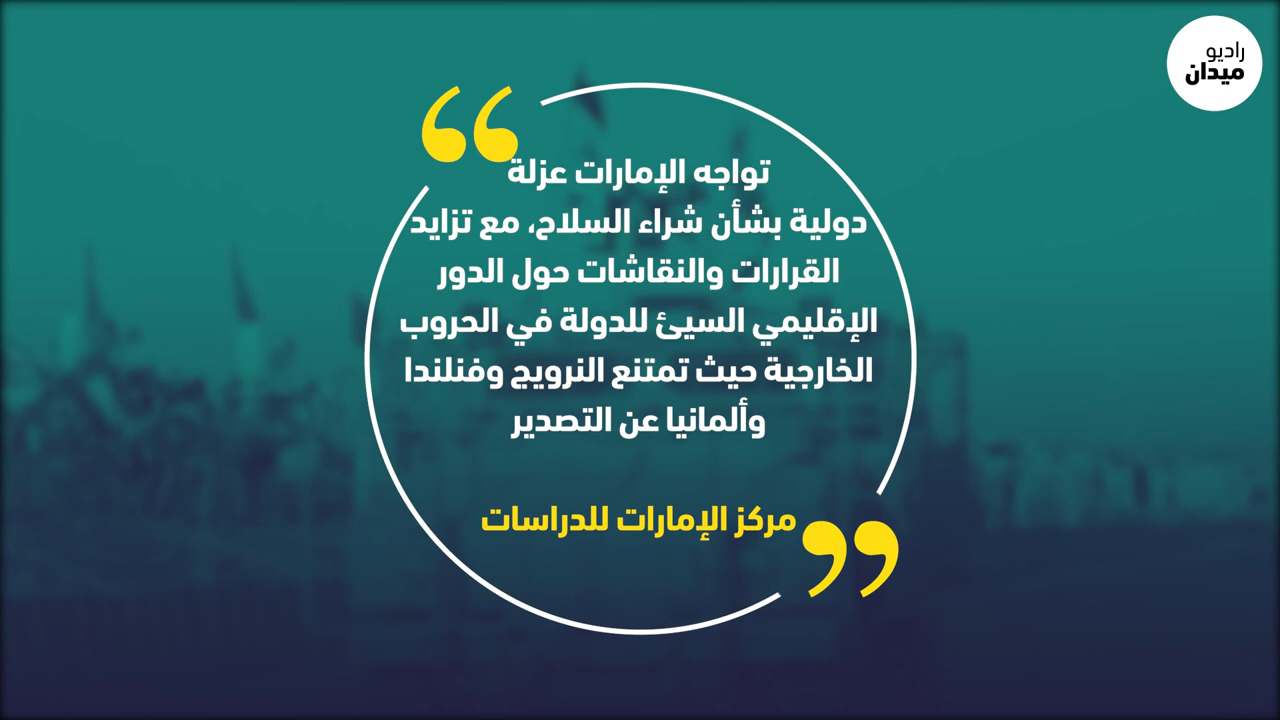 راديو
ميدان
تواجه الإمارات عزلة
دولية بشأن شراء السلاح، مع تزايد
القرارات والنقاشات حول الدور
الإقليمي السيئ للدولة في الحروب
الخارجية حيث تمتنع النرويج وفنلندا
وألمانيا عن التصدير
مركز الإمارات للدراسات